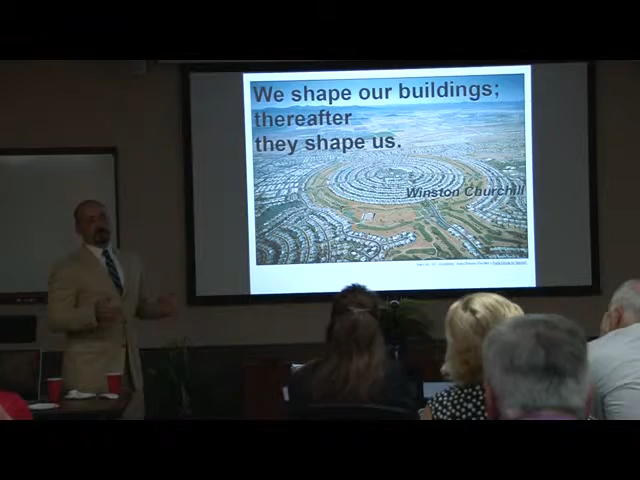 We shape our buildings;
thereafter
they shape us.
Winston Churchill